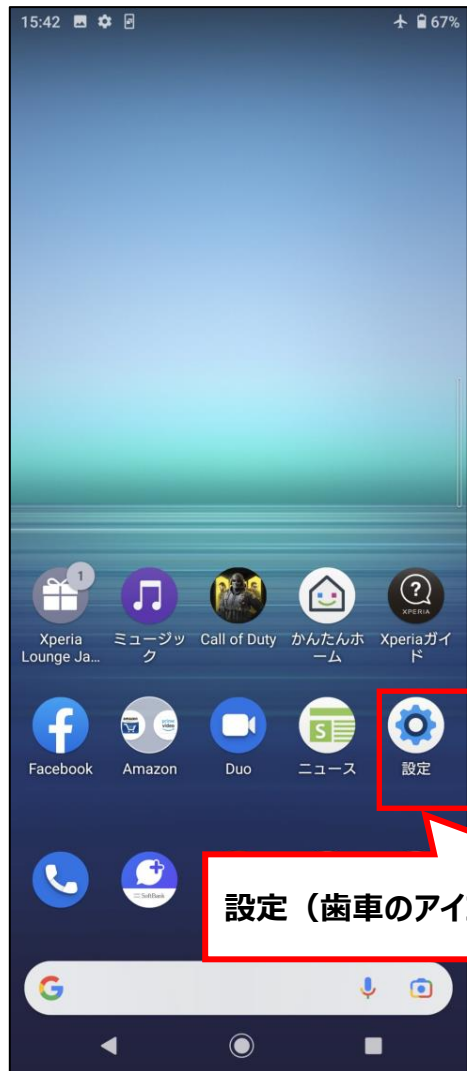 15:42
67%
1
XPERIA
Xperia
Lounge Ja...
ミュージッ
ク
Call of Duty
かんたんホ
ーム
Xperiaガイ
ド
prime
video
S
Facebook
Amazon
Duo
ニュース
設定
SoftBank
設定（歯車のアイ
G